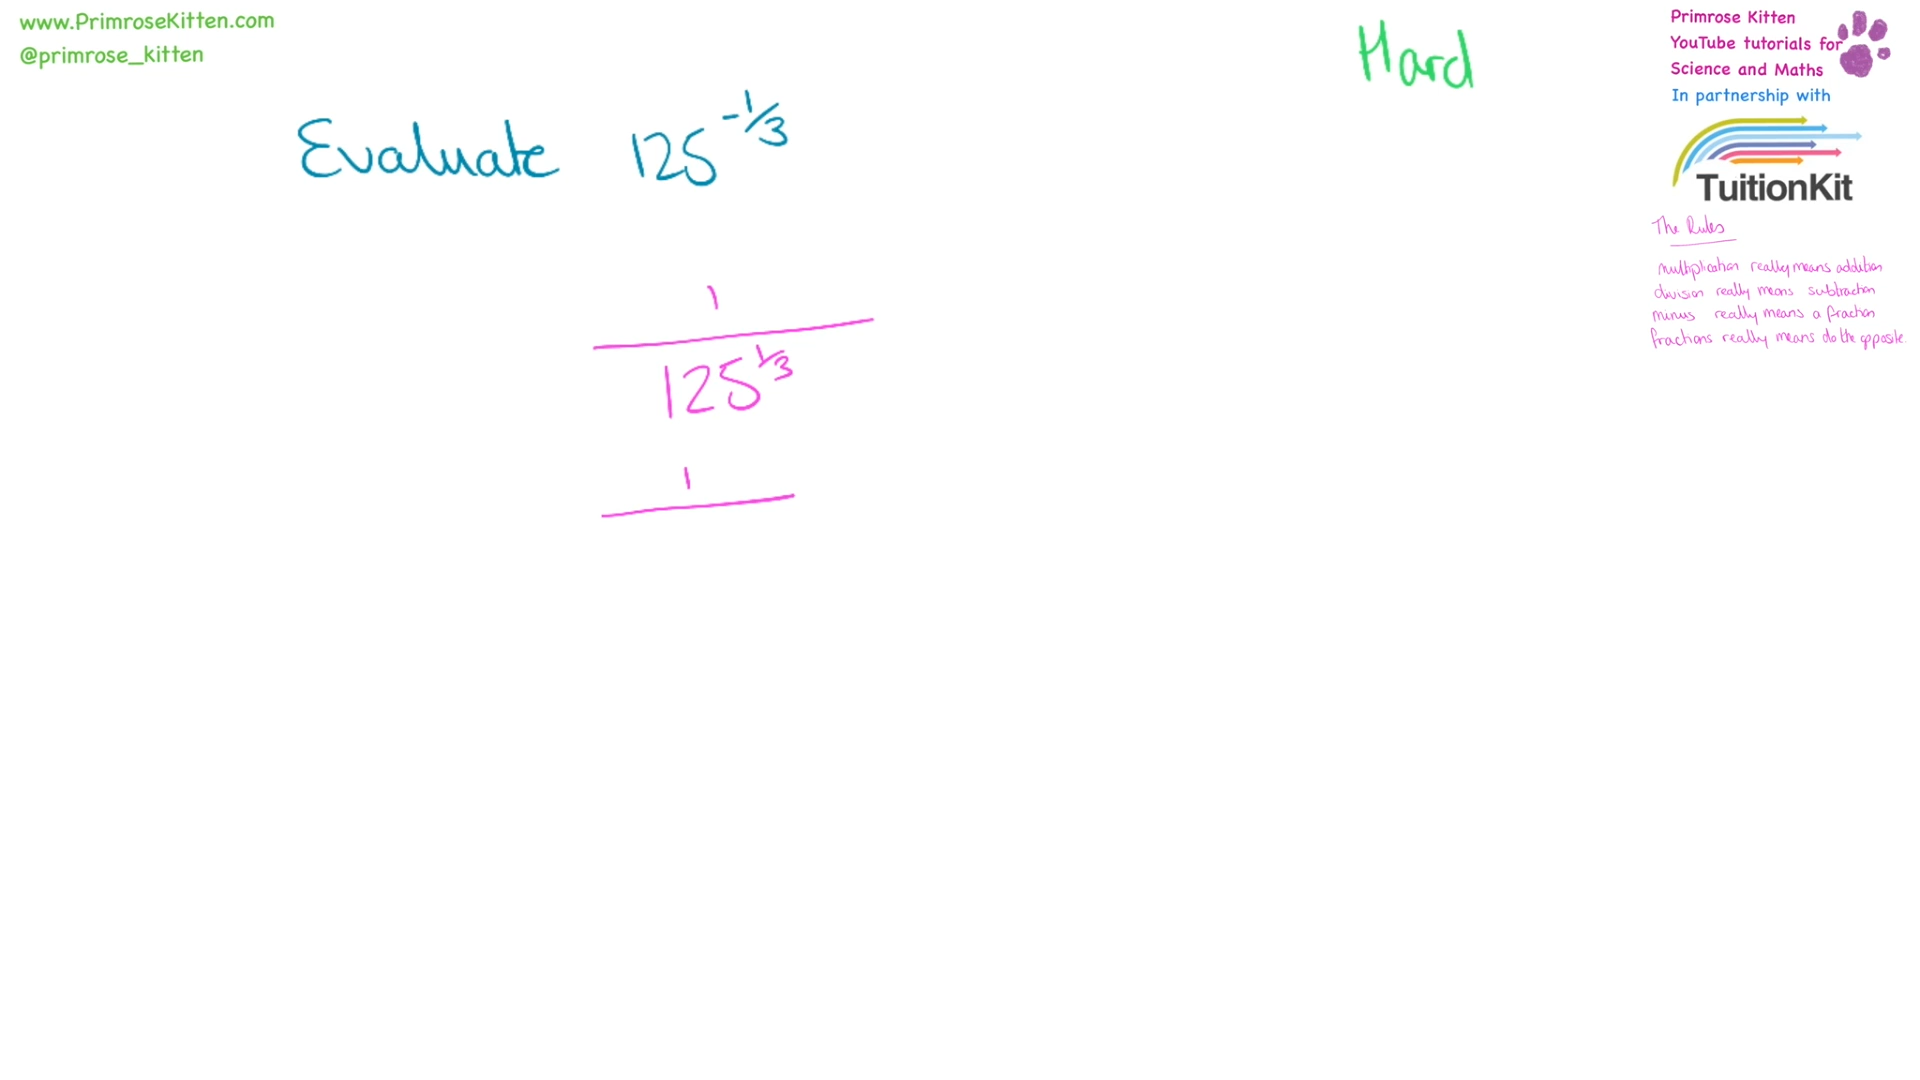 www.PrimroseKitten.com
@primrose_kitten
Hard
Primrose Kitten
YouTube tutorials for
Science and Maths
In partnership with
TuitionKit
Evaluate 125^-1/3
The Rules
multiplication really means addition
division really means subtraction
minus really means a fraction
fractions really means do the opposite.
1
125^1/3
1